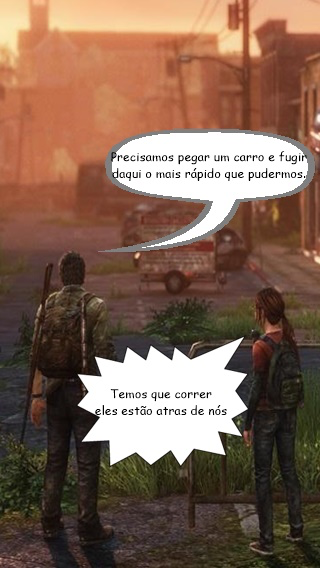 Precisamos pegar um carro e fugir
daqui o mais rápido que pudermos.
Temos que correr
eles estão atras de nós